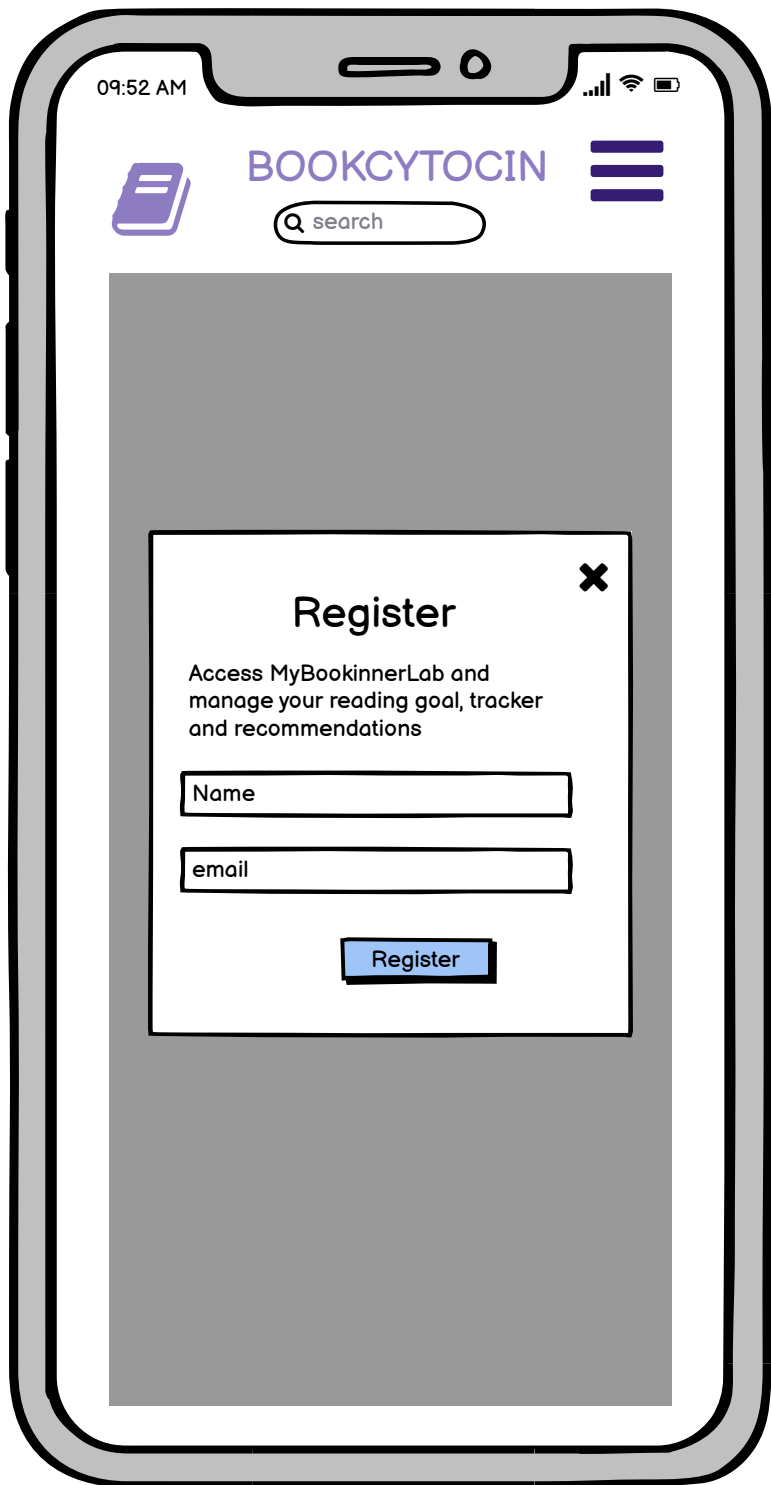 09:52 AM
BOOKCYTOCIN
search
Register
Access MyBookinnerLab and
manage your reading goal, tracker
and recommendations
Name
email
Register